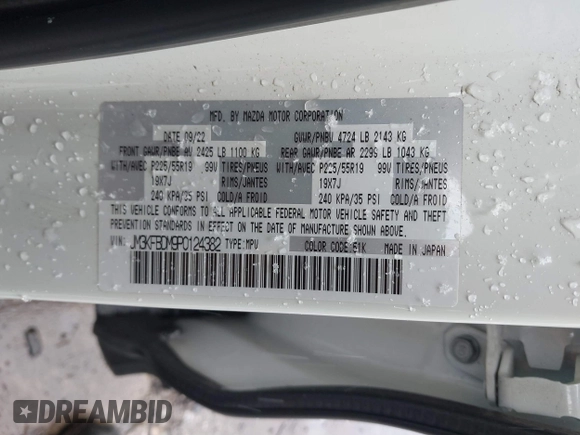 MFD. BY MAZDA MOTOR CORPORATION
DATE 09/22 GVWR/PNBV 4724 LB 2143 KG
FRONT GAWR/PNBE AV 2425 LB 1100 KG REAR GAWR/PNBE AR 2299 LB 1043 KG
WITH/AVEC P225/55R19 99V TIRES/PNEUS WITH/AVEC P225/55R19 99V TIRES/PNEUS
19X7J RIMS/JANTES 19X7J RIMS/JANTES
240 KPA/35 PSI COLD/A FROID 240 KPA/35 PSI COLD/A FROID
THIS VEHICLE CONFORMS TO ALL APPLICABLE FEDERAL MOTOR VEHICLE SAFETY AND THEFT
PREVENTION STANDARDS IN EFFECT ON THE DATE OF MANUFACTURE SHOWN ABOVE.
VIN: JM3KFBDM9P0124382 TYPE:MPV COLOR CODE:51K MADE IN JAPAN
DREAMBID